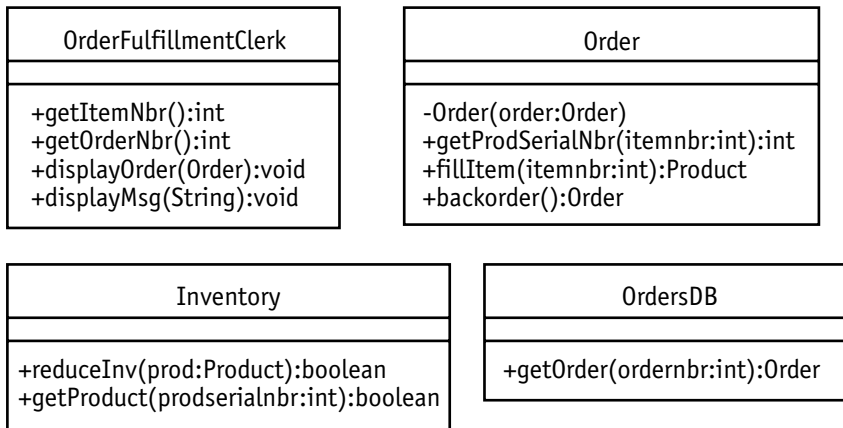 OrderFulfillmentClerk
+getItemNbr():int
+getOrderNbr():int
+displayOrder(Order):void
+displayMsg(String):void
Order
-Order(order:Order)
+getProdSerialNbr(itemnbr:int):int
+fillItem(itemnbr:int):Product
+backorder():Order
Inventory
+reduceInv(prod:Product):boolean
+getProduct(prodserialnbr:int):boolean
OrdersDB
+getOrder(ordernbr:int):Order